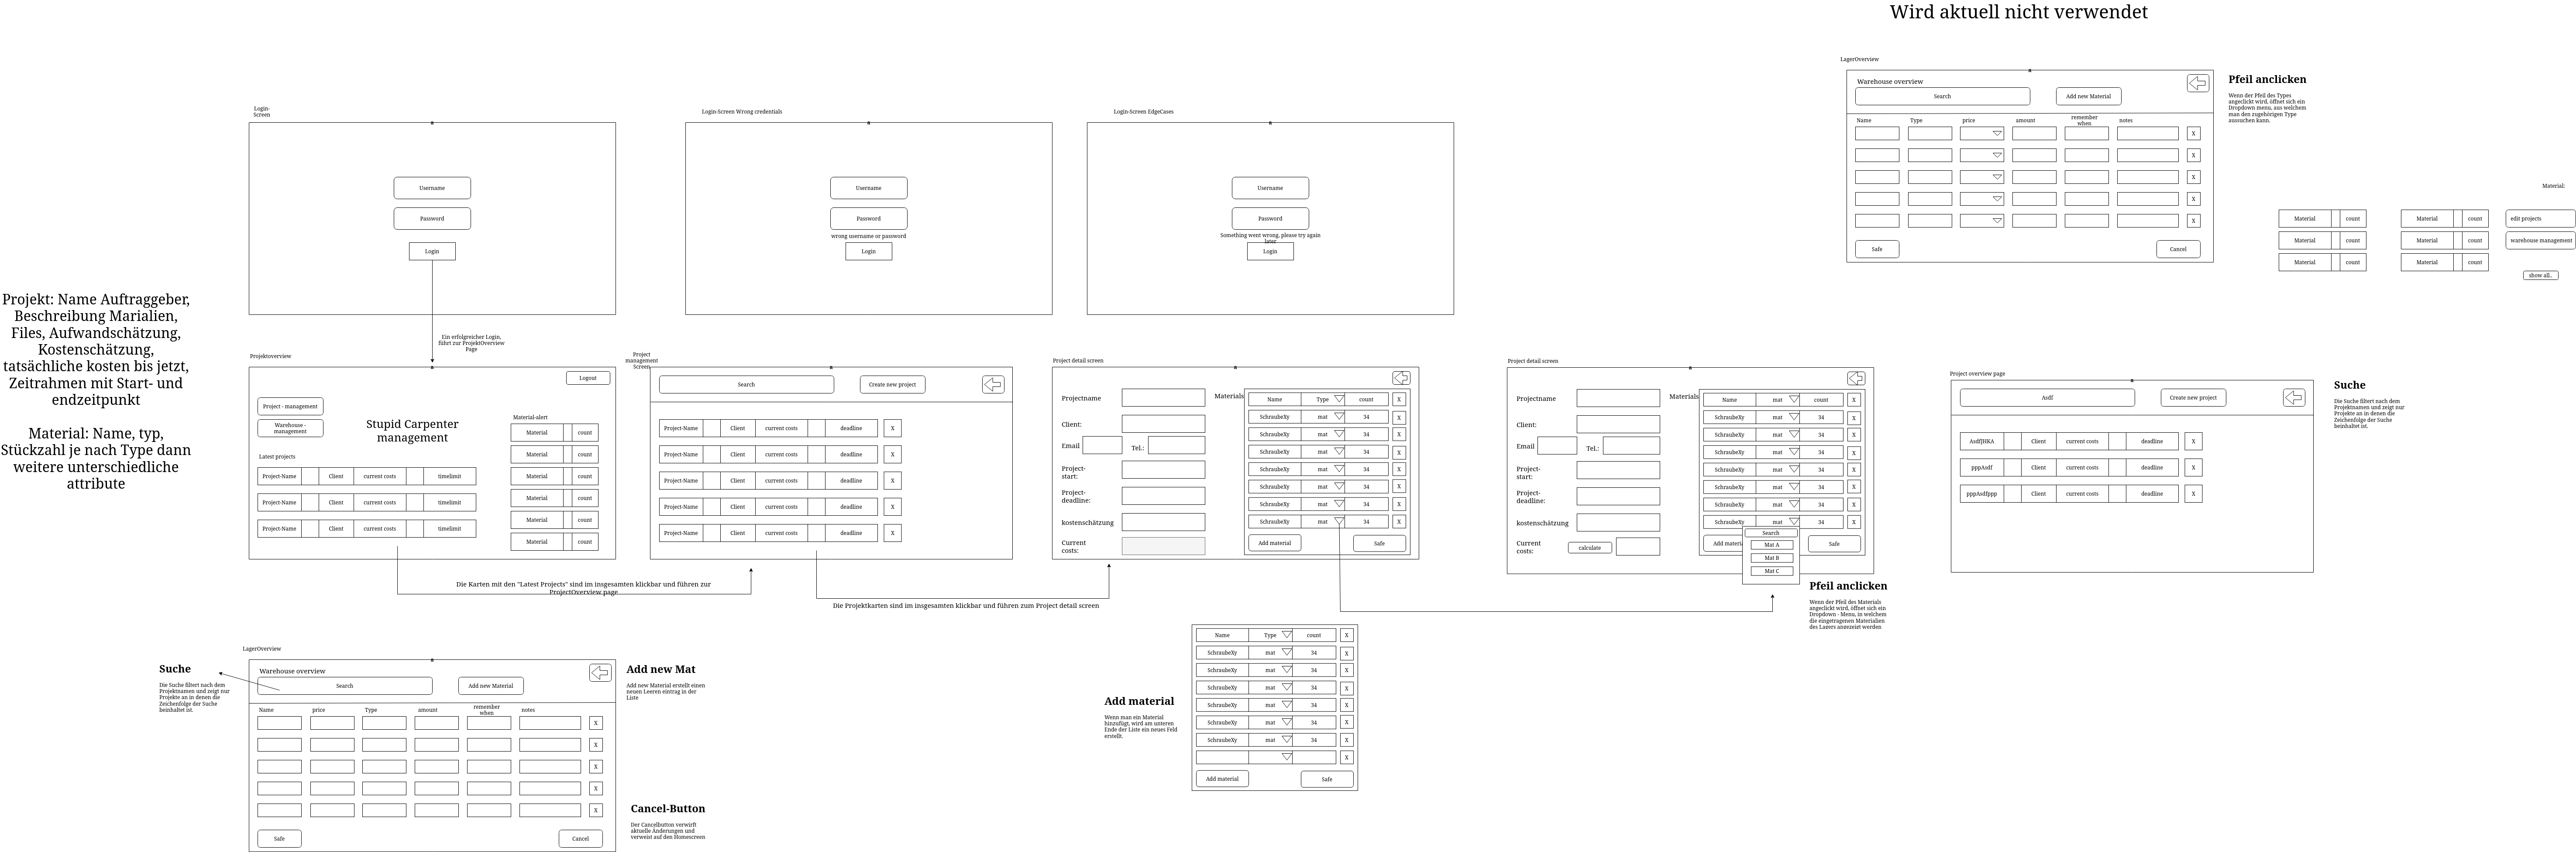 Wird aktuell nicht verwendet
LagerOverview
Warehouse overview
Search
Add new Material
Name
Type
price
amount
remember
when
notes
X
X
X
X
X
Safe
Cancel
Pfeil anclicken
Wenn der Pfeil des Types
angeclickt wird, öffnet sich ein
Dropdown menu, aus welchem
man den zugehörigen Type
aussuchen kann.
Material:
Material
count
Material
count
edit projects
Material
count
Material
count
warehouse management
Material
count
Material
count
show all..
Login-
Screen
Username
Password
Login
Login-Screen Wrong credentials
Username
Password
wrong username or password
Login
Login-Screen EdgeCases
Username
Password
Something went wrong, please try again
later
Login
Projekt: Name Auftraggeber,
Beschreibung Marialien,
Files, Aufwandschätzung,
Kostenschätzung,
tatsächliche kosten bis jetzt,
Zeitrahmen mit Start- und
endzeitpunkt
Material: Name, typ,
Stückzahl je nach Type dann
weitere unterschiedliche
attribute
Ein erfolgreicher Login,
führt zur ProjektOverview
Page
Projektoverview
Logout
Project - management
Warehouse -
management
Stupid Carpenter
management
Latest projects
Project-Name
Client
current costs
timelimit
Project-Name
Client
current costs
timelimit
Project-Name
Client
current costs
timelimit
Material-alert
Material
count
Material
count
Material
count
Material
count
Material
count
Material
count
Project
management
Screen
Search
Create new project
Project-Name
Client
current costs
deadline
X
Project-Name
Client
current costs
deadline
X
Project-Name
Client
current costs
deadline
X
Project-Name
Client
current costs
deadline
X
Project-Name
Client
current costs
deadline
X
Project detail screen
Projectname
Client:
Email
Tel.:
Project-
start:
Project-
deadline:
kostenschätzung
Current
costs:
Materials
Name
Type
count
X
SchraubeXy
mat
34
X
SchraubeXy
mat
34
X
SchraubeXy
mat
34
X
SchraubeXy
mat
34
X
SchraubeXy
mat
34
X
SchraubeXy
mat
34
X
SchraubeXy
mat
34
X
Add material
Safe
Project detail screen
Projectname
Client:
Email
Tel.:
Project-
start:
Project-
deadline:
kostenschätzung
Current
costs:
calculate
Materials
Name
mat
count
X
SchraubeXy
mat
34
X
SchraubeXy
mat
34
X
SchraubeXy
mat
34
X
SchraubeXy
mat
34
X
SchraubeXy
mat
34
X
SchraubeXy
mat
34
X
SchraubeXy
mat
34
X
Add materia
Safe
Search
Mat A
Mat B
Mat C
Pfeil anclicken
Wenn der Pfeil des Materials
angeclickt wird, öffnet sich ein
Dropdown - Menu, in welchem
die eingetragenen Materialien
des Lagers angezeigt werden
Project overview page
Asdf
Create new project
AsdfJHKA
Client
current costs
deadline
X
pppAsdf
Client
current costs
deadline
X
pppAsdfppp
Client
current costs
deadline
X
Suche
Die Suche filtert nach dem
Projektnamen und zeigt nur
Projekte an in denen die
Zeichenfolge der Suche
beinhaltet ist.
Die Karten mit den "Latest Projects" sind im insgesamten klickbar und führen zur
ProjectOverview page
Die Projektkarten sind im insgesamten klickbar und führen zum Project detail screen
Add material
Wenn man ein Material
hinzufügt, wird am unteren
Ende der Liste ein neues Feld
erstellt.
Name
Type
count
X
SchraubeXy
mat
34
X
SchraubeXy
mat
34
X
SchraubeXy
mat
34
X
SchraubeXy
mat
34
X
SchraubeXy
mat
34
X
SchraubeXy
mat
34
X
X
Add material
Safe
Suche
Die Suche filtert nach dem
Projektnamen und zeigt nur
Projekte an in denen die
Zeichenfolge der Suche
beinhaltet ist.
LagerOverview
Warehouse overview
Search
Add new Material
Name
price
Type
amount
remember
when
notes
X
X
X
X
X
Safe
Cancel
Add new Mat
Add new Material erstellt einen
neuen Leeren eintrag in der
Liste
Cancel-Button
Der Cancelbutton verwirft
aktuelle Änderungen und
verweist auf den Homescreen